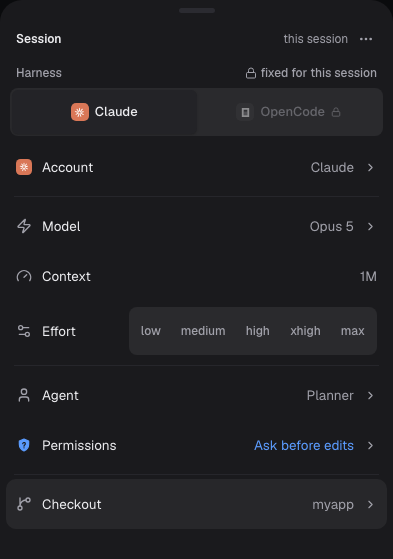 Session this session
Harness fixed for this session
Claude OpenCode
Account Claude
Model Opus 5
Context 1M
Effort low medium high xhigh max
Agent Planner
Permissions Ask before edits
Checkout myapp